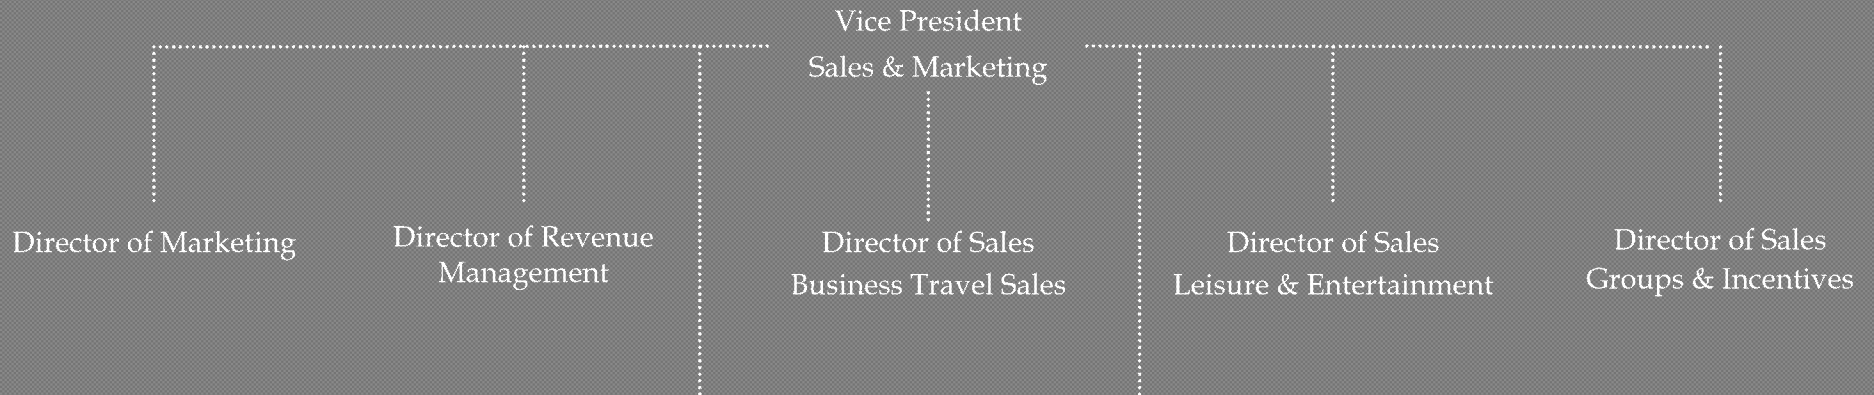 Vice President
Sales & Marketing
Director of Marketing
Director of Revenue
Management
Director of Sales
Business Travel Sales
Director of Sales
Leisure & Entertainment
Director of Sales
Groups & Incentives